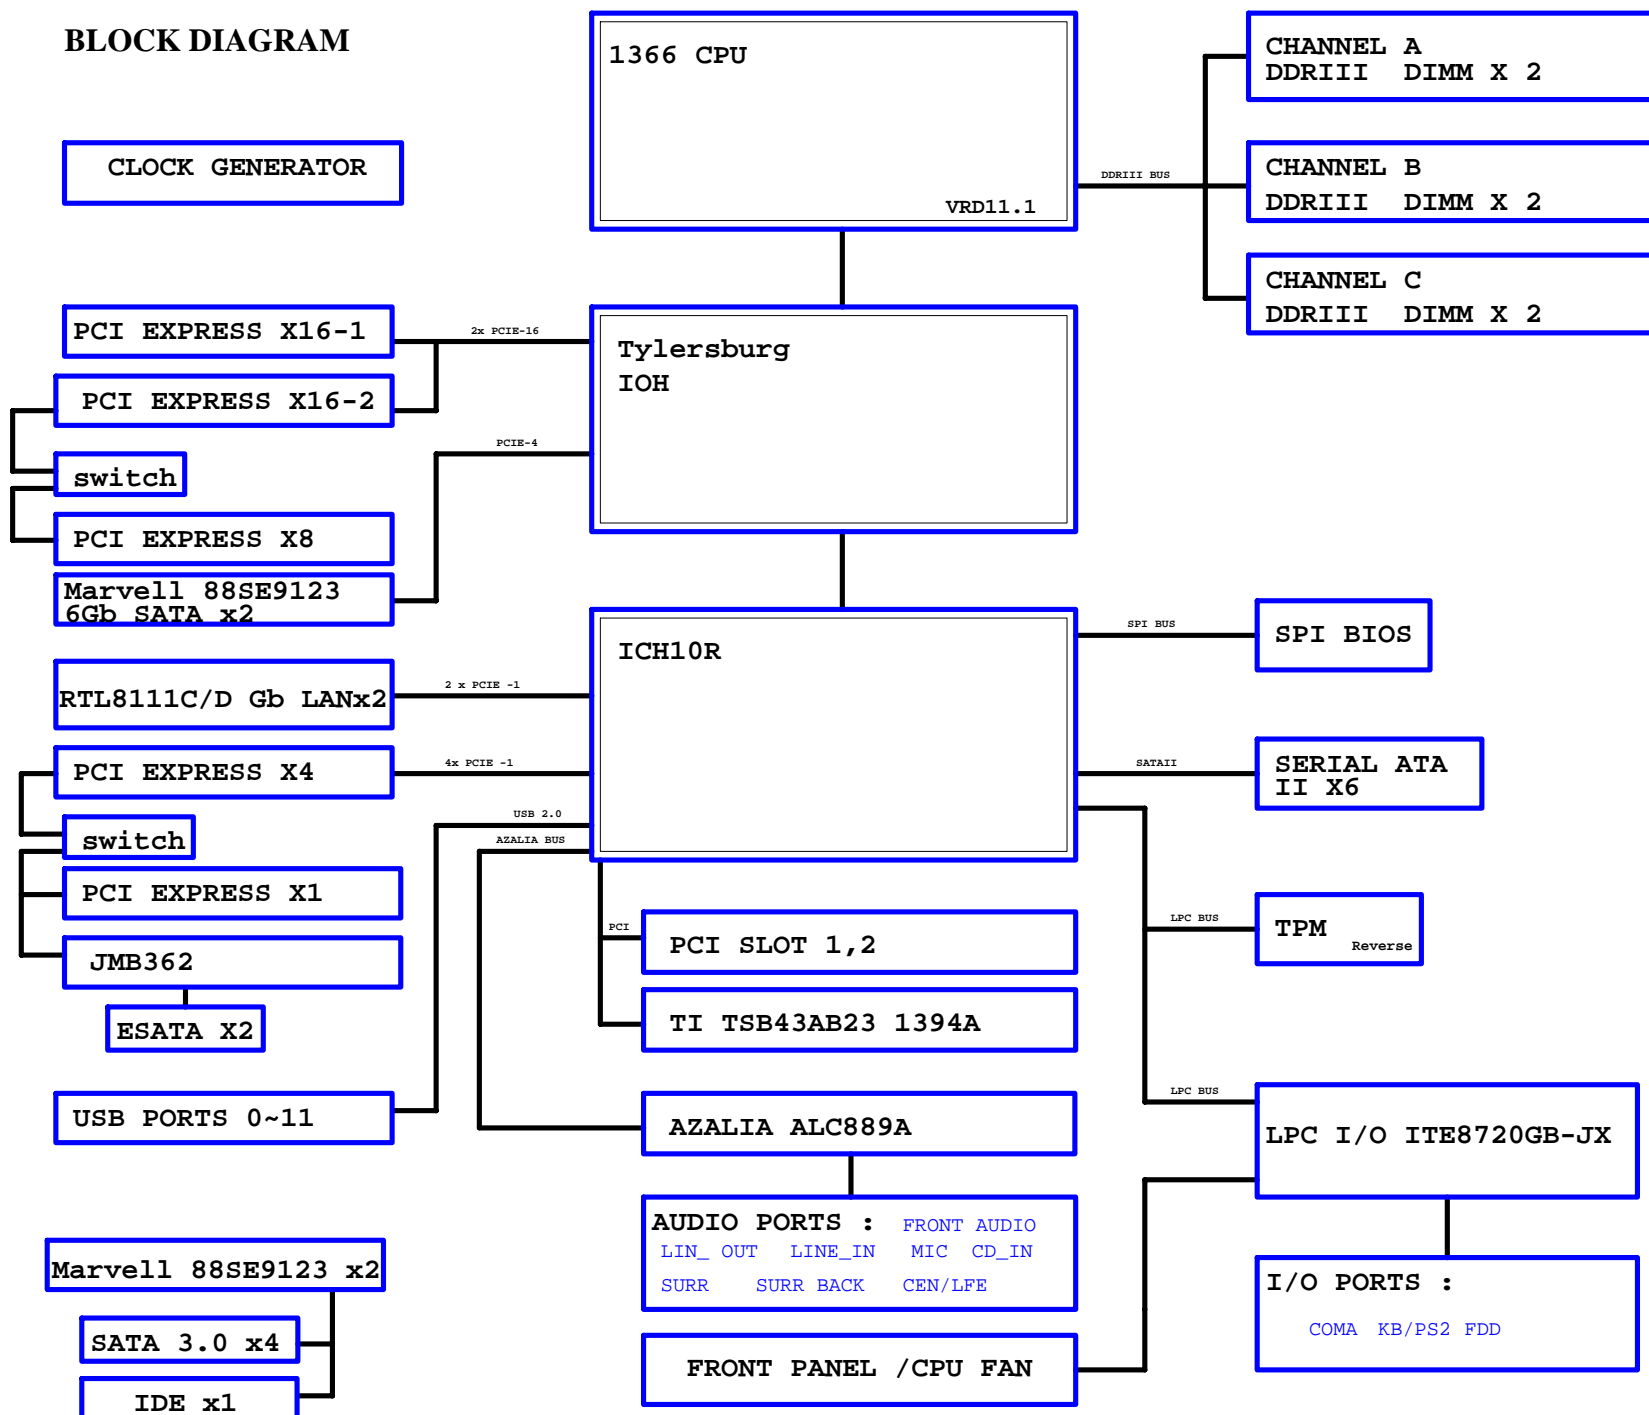 BLOCK DIAGRAM
1366 CPU
VRD11.1
CHANNEL A
DDRIII DIMM X 2
CLOCK GENERATOR
DDRIII BUS
CHANNEL B
DDRIII DIMM X 2
CHANNEL C
DDRIII DIMM X 2
PCI EXPRESS X16-1
2x PCIE-16
Tylersburg
IOH
PCI EXPRESS X16-2
PCIE-4
switch
PCI EXPRESS X8
Marvell 88SE9123
6Gb SATA x2
ICH10R
SPI BUS
SPI BIOS
RTL8111C/D Gb LANx2
2 x PCIE -1
PCI EXPRESS X4
4x PCIE -1
SATAII
SERIAL ATA
II X6
switch
USB 2.0
AZALIA BUS
PCI EXPRESS X1
JMB362
ESATA X2
PCI
PCI SLOT 1,2
TI TSB43AB23 1394A
LPC BUS
TPM
Reverse
USB PORTS 0~11
AZALIA ALC889A
LPC BUS
LPC I/O ITE8720GB-JX
AUDIO PORTS : FRONT AUDIO
LIN_ OUT LINE_IN MIC CD_IN
SURR SURR BACK CEN/LFE
Marvell 88SE9123 x2
SATA 3.0 x4
IDE x1
I/O PORTS :
COMA KB/PS2 FDD
FRONT PANEL /CPU FAN